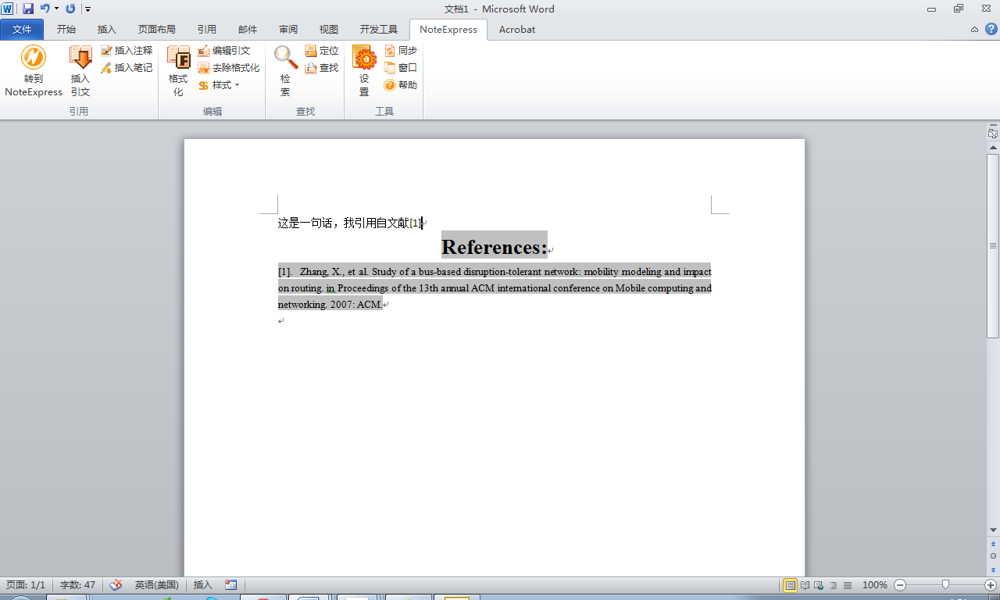 文档1 - Microsoft Word
文件 开始 插入 页面布局 引用 邮件 审阅 视图 开发工具 NoteExpress Acrobat
转到 NoteExpress
插入引文
插入注释
插入笔记
引用
格式化
编辑引文
去除格式化
样式
编辑
检索
定位
查找
查找
设置
同步
窗口
帮助
工具
这是一句话，我引用自文献[1]
References:
[1]. Zhang, X., et al. Study of a bus-based disruption-tolerant network: mobility modeling and impact
on routing. in Proceedings of the 13th annual ACM international conference on Mobile computing and
networking. 2007: ACM.
页面: 1/1 字数: 47 英语(美国) 插入 100%